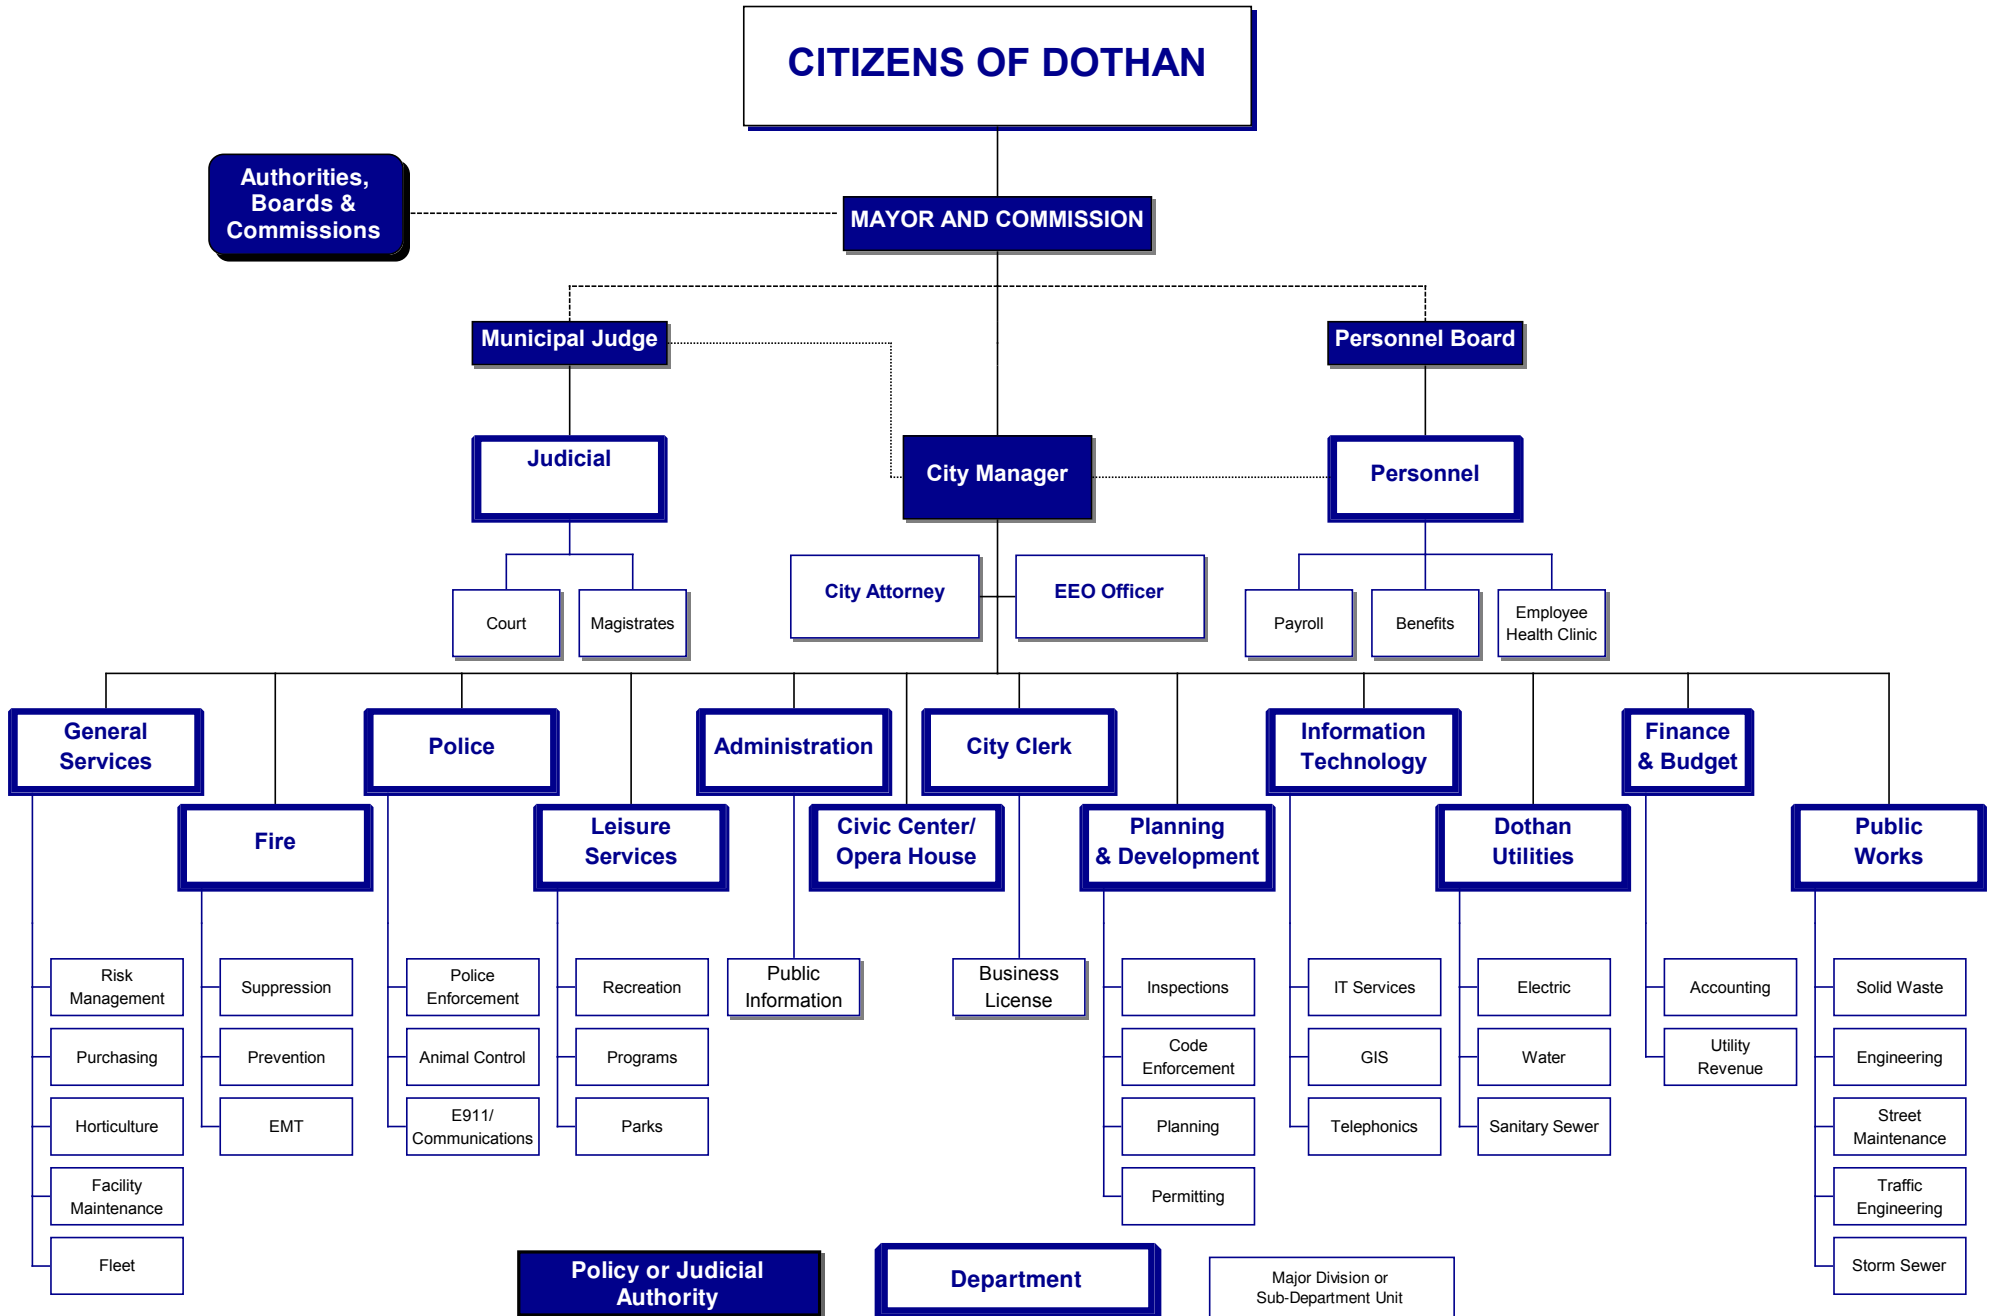 CITIZENS OF DOTHAN
Authorities,
Boards &
Commissions
MAYOR AND COMMISSION
Municipal Judge
Personnel Board
Judicial
City Manager
Personnel
City Attorney
EEO Officer
Court
Magistrates
Payroll
Benefits
Employee
Health Clinic
General
Services
Police
Administration
City Clerk
Information
Technology
Finance
& Budget
Fire
Leisure
Services
Civic Center/
Opera House
Planning
& Development
Dothan
Utilities
Public
Works
Risk
Management
Purchasing
Horticulture
Facility
Maintenance
Fleet
Suppression
Prevention
EMT
Police
Enforcement
Animal Control
E911/
Communications
Recreation
Programs
Parks
Public
Information
Business
License
Inspections
Code
Enforcement
Planning
Permitting
IT Services
GIS
Telephonics
Electric
Water
Sanitary Sewer
Accounting
Utility
Revenue
Solid Waste
Engineering
Street
Maintenance
Traffic
Engineering
Storm Sewer
Policy or Judicial
Authority
Department
Major Division or
Sub-Department Unit